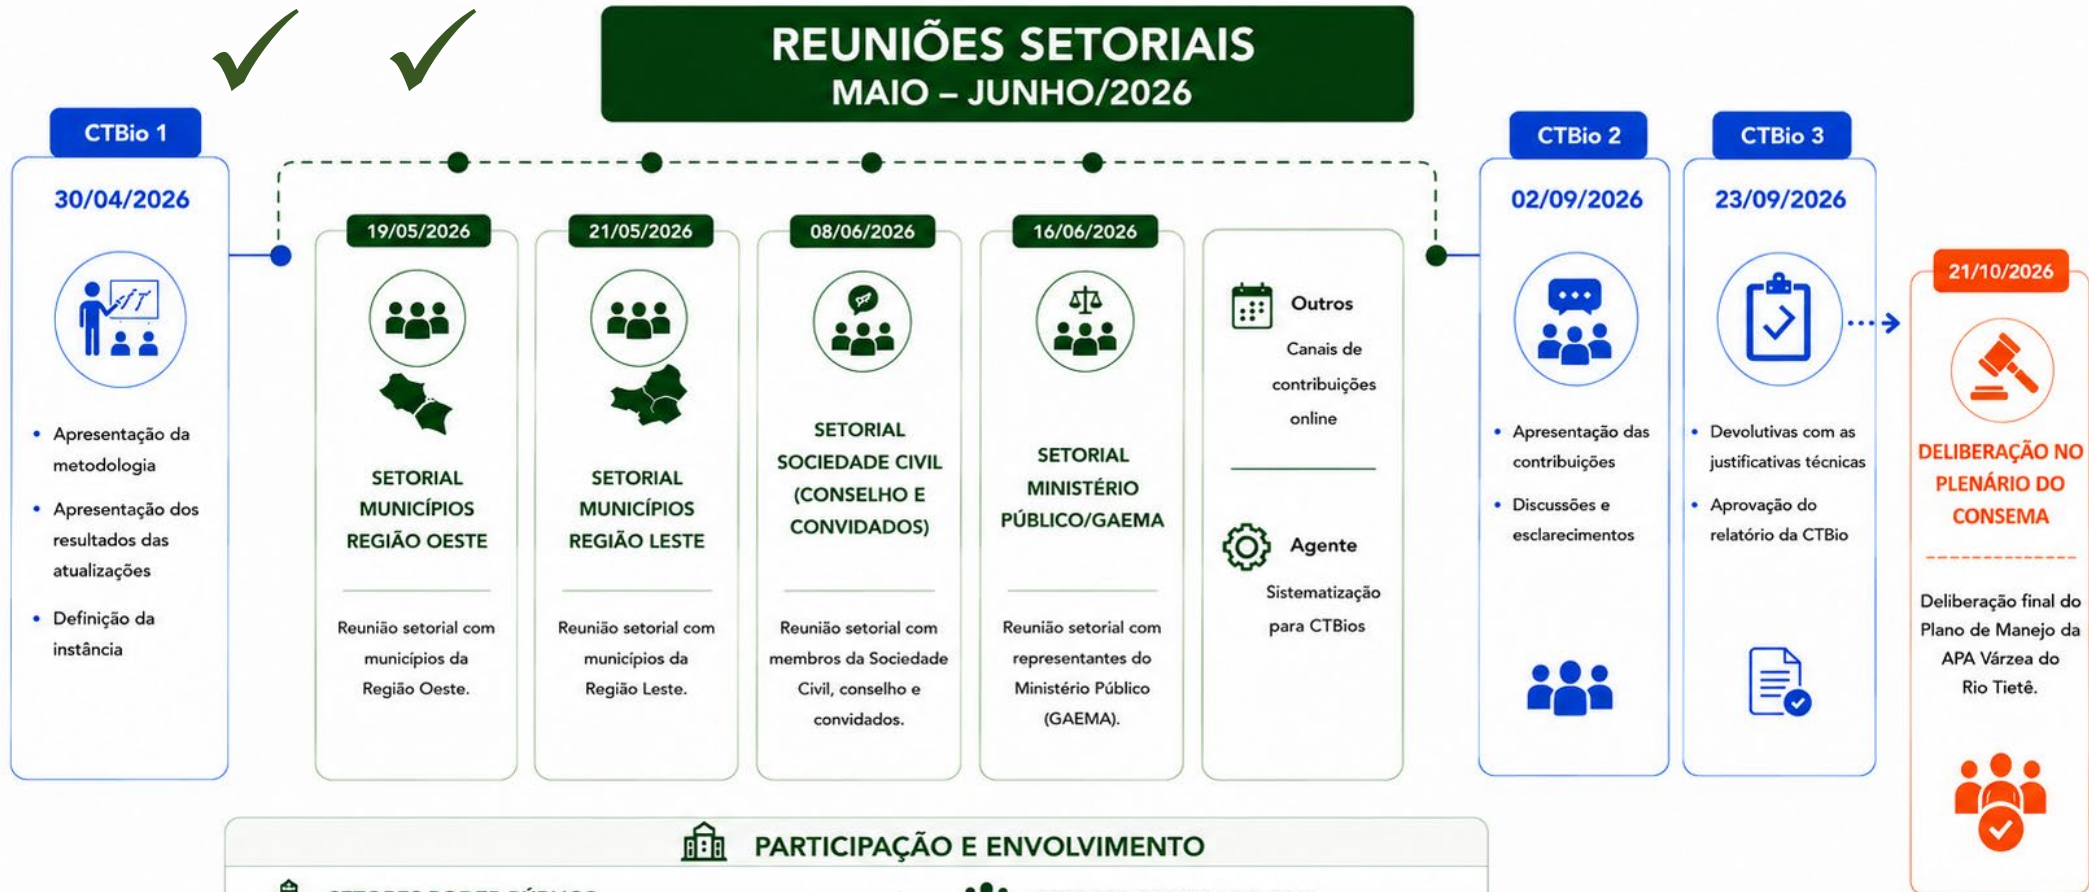 REUNIÕES SETORIAIS
MAIO – JUNHO/2026
CTBio 1
30/04/2026
• Apresentação da
metodologia
• Apresentação dos
resultados das
atualizações
• Definição da
instância
19/05/2026
SETORIAL
MUNICÍPIOS
REGIÃO OESTE
Reunião setorial com
municípios da
Região Oeste.
21/05/2026
SETORIAL
MUNICÍPIOS
REGIÃO LESTE
Reunião setorial com
municípios da
Região Leste.
08/06/2026
SETORIAL
SOCIEDADE CIVIL
(CONSELHO E
CONVIDADOS)
Reunião setorial com
membros da Sociedade
Civil, conselho e
convidados.
16/06/2026
SETORIAL
MINISTÉRIO
PÚBLICO/GAEMA
Reunião setorial com
representantes do
Ministério Público
(GAEMA).
Outros
Canais de
contribuições
online
Agente
Sistematização
para CTBios
CTBio 2
02/09/2026
• Apresentação das
contribuições
• Discussões e
esclarecimentos
CTBio 3
23/09/2026
• Devolutivas com as
justificativas técnicas
• Aprovação do
relatório da CTBio
21/10/2026
DELIBERAÇÃO NO
PLENÁRIO DO
CONSEMA
Deliberação final do
Plano de Manejo da
APA Várzea do
Rio Tietê.
PARTICIPAÇÃO E ENVOLVIMENTO